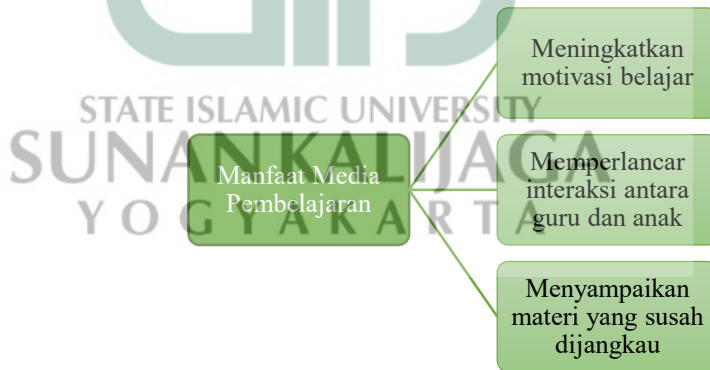 STATE ISLAMIC UNIVERSITY
SUNAN KALIJAGA
YOGYAKARTA
Manfaat Media
Pembelajaran
Meningkatkan
motivasi belajar
Memperlancar
interaksi antara
guru dan anak
Menyampaikan
materi yang susah
dijangkau